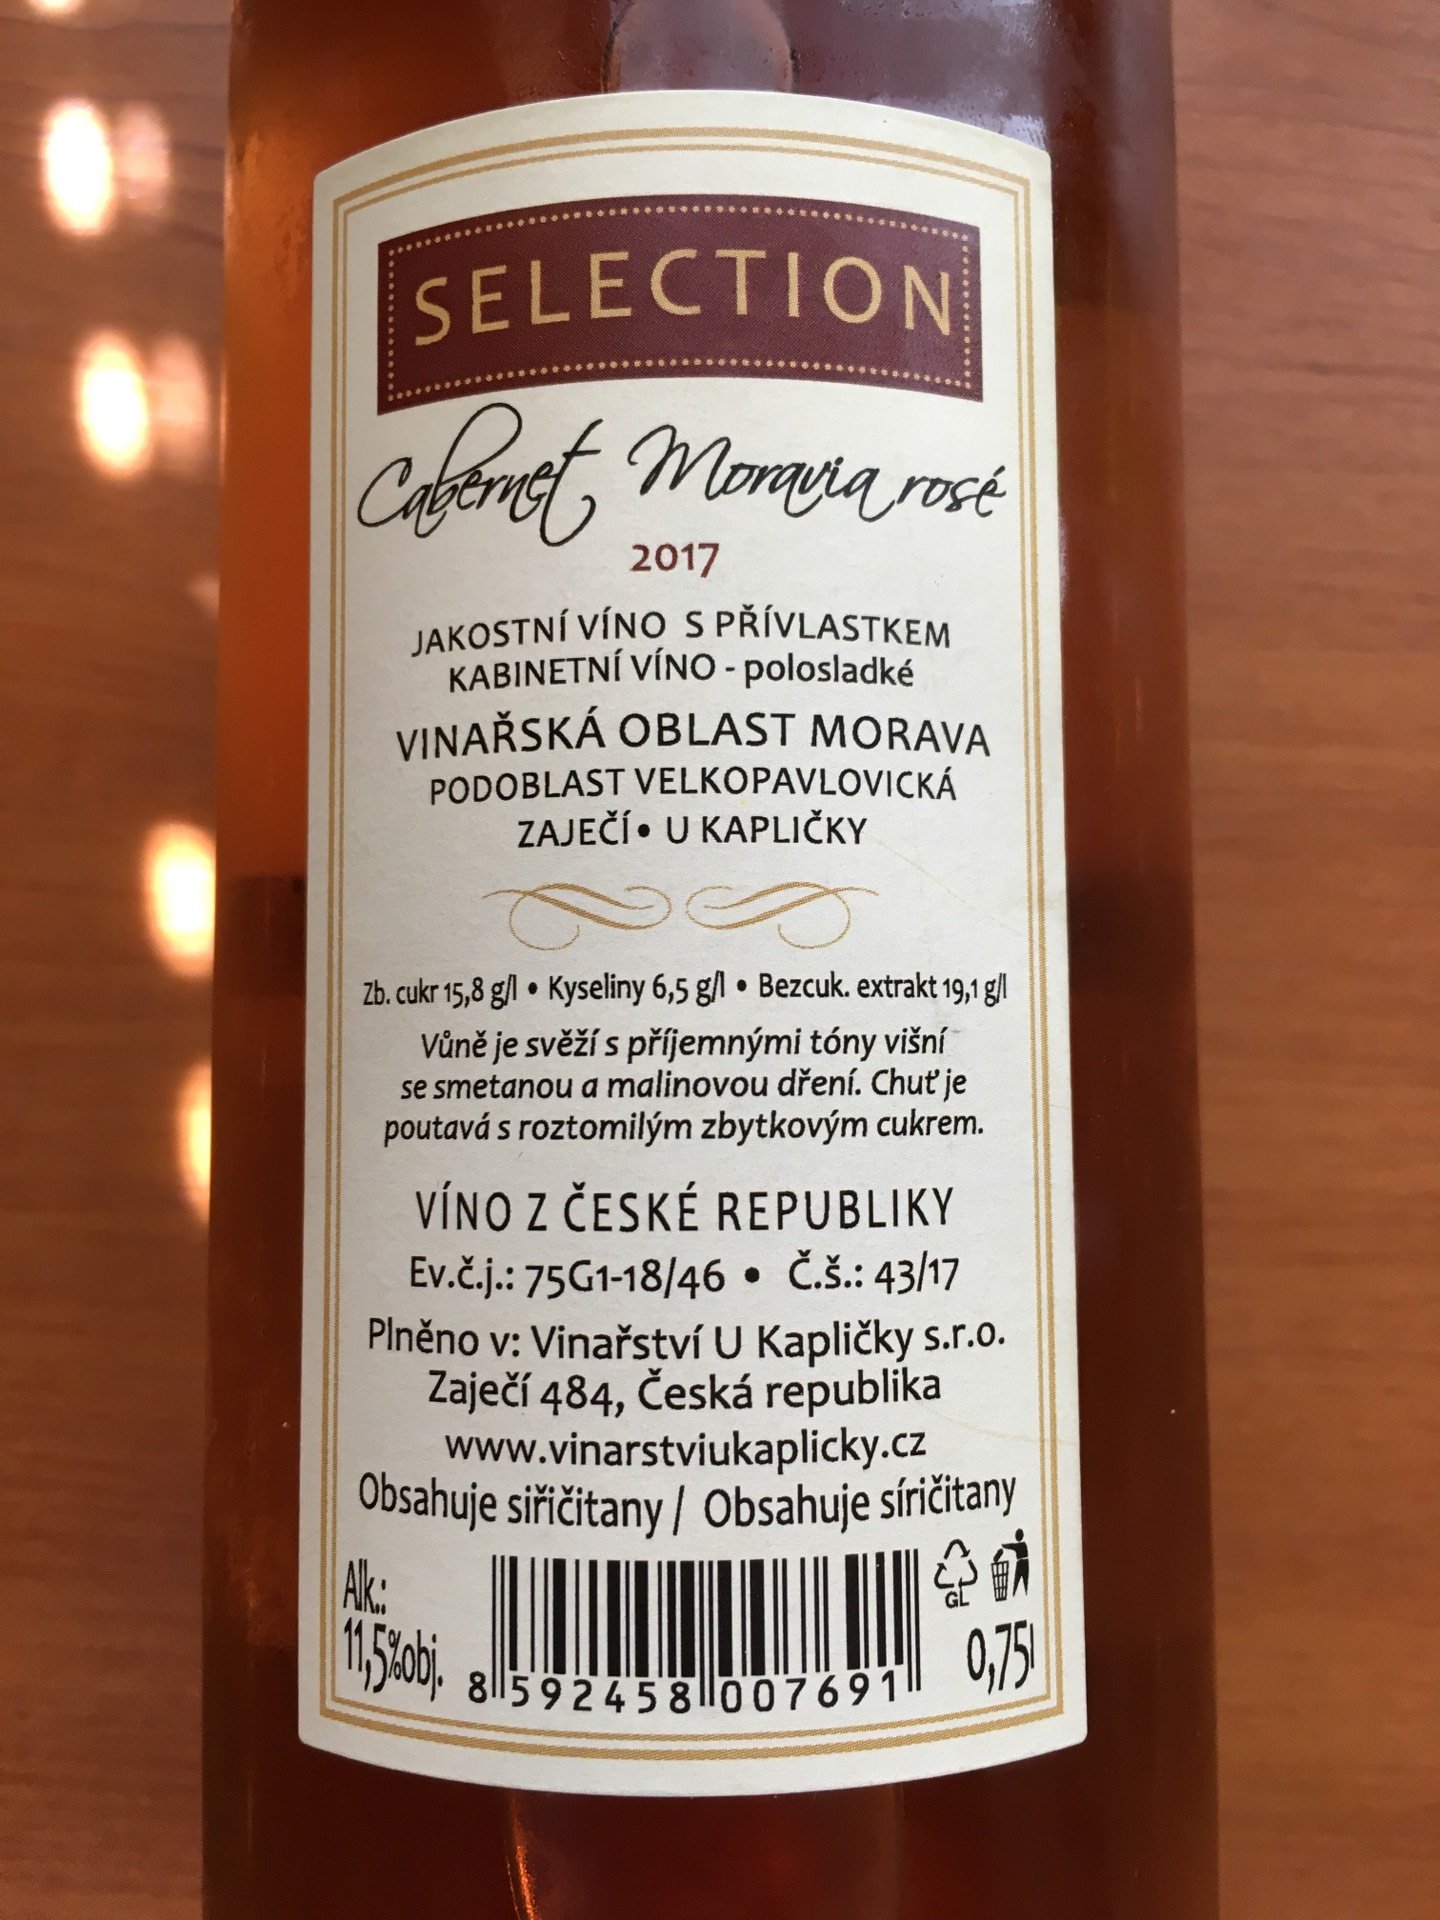 SELECTION
Cabernet Moravia rosé
2017
JAKOSTNÍ VÍNO S PŘÍVLASTKEM
KABINETNÍ VÍNO - polosladké
VINAŘSKÁ OBLAST MORAVA
PODOBLAST VELKOPAVLOVICKÁ
ZAJEČÍ • U KAPLIČKY
Zb. cukr 15,8 g/l • Kyseliny 6,5 g/l • Bezcuk. extrakt 19,1 g/l
Vůně je svěží s příjemnými tóny višní
se smetanou a malinovou dření. Chuť je
poutavá s roztomilým zbytkovým cukrem.
VÍNO Z ČESKÉ REPUBLIKY
Ev.č.j.: 75G1-18/46 • Č.š.: 43/17
Plněno v: Vinařství U Kapličky s.r.o.
Zaječí 484, Česká republika
www.vinarstviukaplicky.cz
Obsahuje siřičitany / Obsahuje síričitany
Alk.:
11,5%obj.
8 592458 007691
GL
0,75l